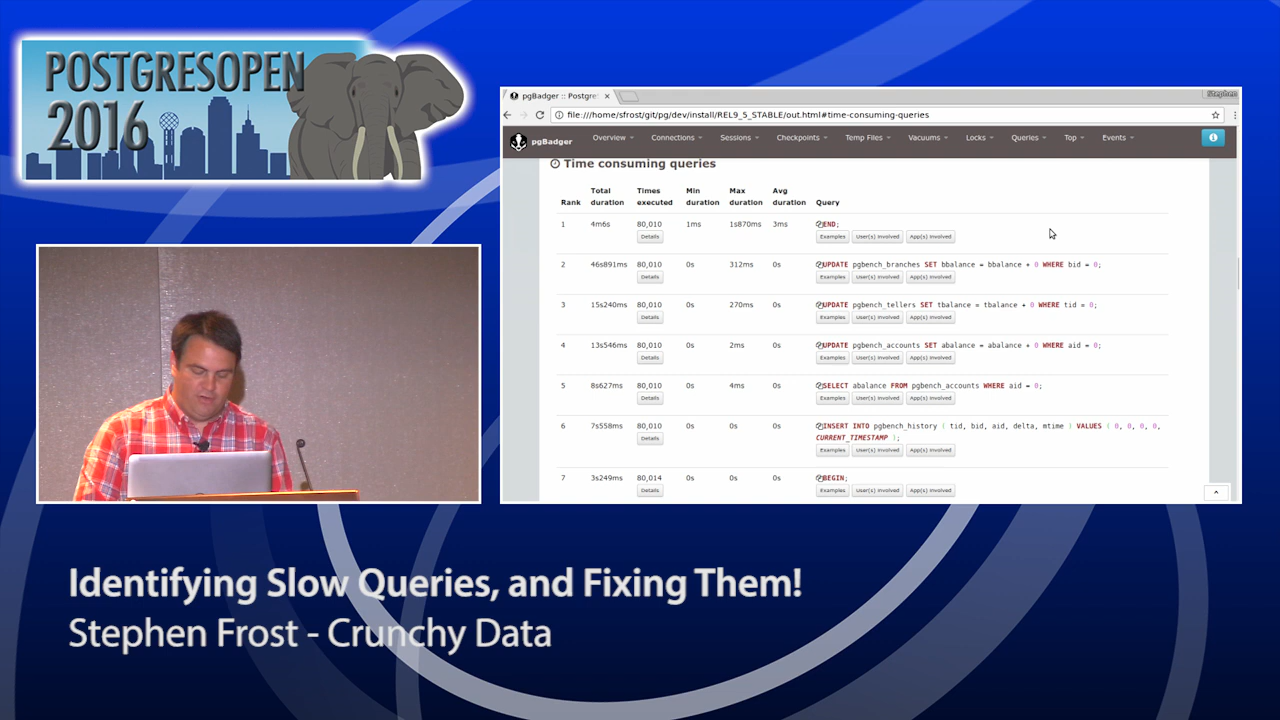 POSTGRESOPEN
2016
pgBadger :: Postgre
Stephen
file:///home/sfrost/git/pg/dev/install/REL9_5_STABLE/out.html#time-consuming-queries
pgBadger Overview Connections Sessions Checkpoints Temp Files Vacuums Locks Queries Top Events
Time consuming queries
Rank Total duration Times executed Min duration Max duration Avg duration Query
1 4m6s 80,010 1ms 1s870ms 3ms END;
Details Examples User(s) involved App(s) involved
2 46s891ms 80,010 0s 312ms 0s UPDATE pgbench_branches SET bbalance = bbalance + 0 WHERE bid = 0;
Details Examples User(s) involved App(s) involved
3 15s240ms 80,010 0s 270ms 0s UPDATE pgbench_tellers SET tbalance = tbalance + 0 WHERE tid = 0;
Details Examples User(s) involved App(s) involved
4 13s546ms 80,010 0s 2ms 0s UPDATE pgbench_accounts SET abalance = abalance + 0 WHERE aid = 0;
Details Examples User(s) involved App(s) involved
5 8s627ms 80,010 0s 4ms 0s SELECT abalance FROM pgbench_accounts WHERE aid = 0;
Details Examples User(s) involved App(s) involved
6 7s558ms 80,010 0s 0s 0s INSERT INTO pgbench_history ( tid, bid, aid, delta, mtime ) VALUES ( 0, 0, 0, 0,
CURRENT_TIMESTAMP );
Details Examples User(s) involved App(s) involved
7 3s249ms 80,014 0s 0s 0s BEGIN;
Details Examples User(s) involved App(s) involved
Identifying Slow Queries, and Fixing Them!
Stephen Frost - Crunchy Data